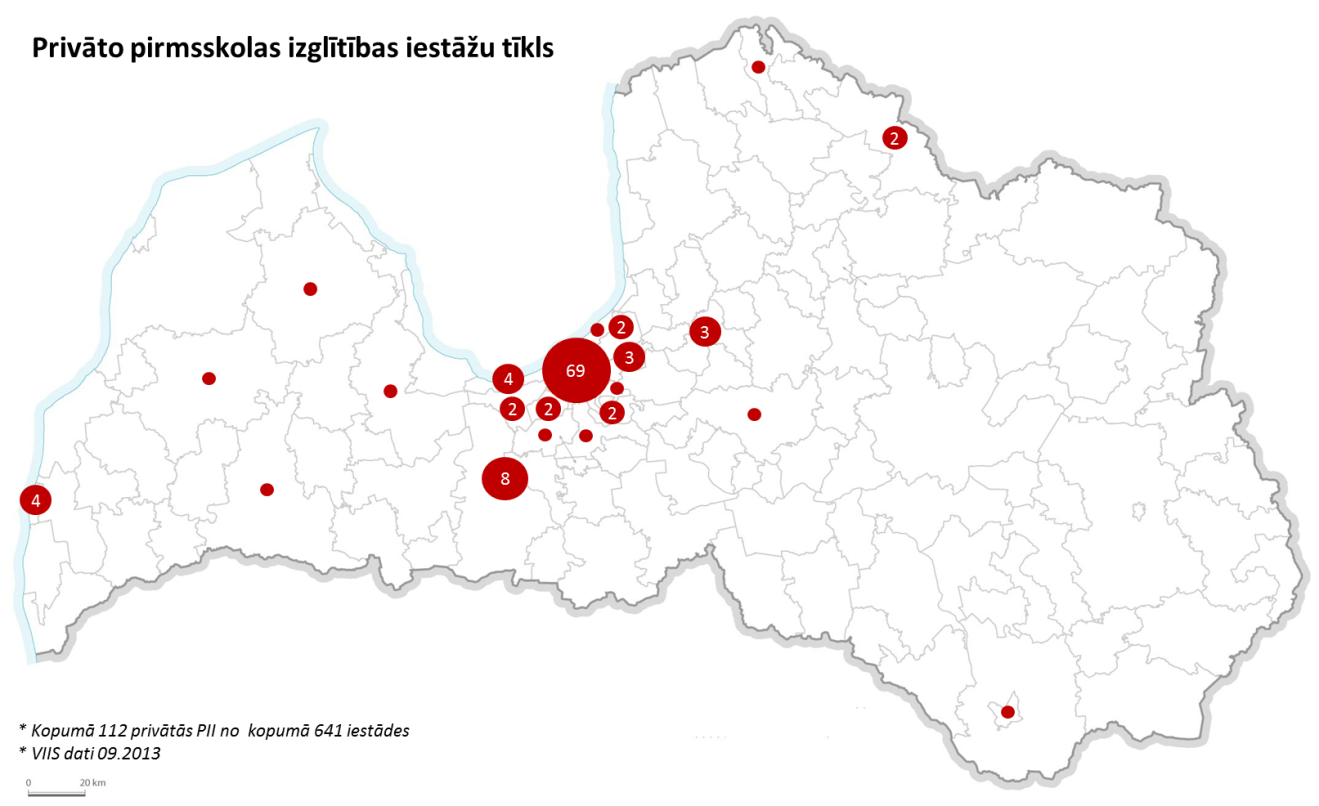 Privāto pirmsskolas izglītības iestāžu tīkls
2
2
3
3
69
4
2
2
2
8
4
* Kopumā 112 privātās PII no kopumā 641 iestādes
* VIIS dati 09.2013
0 20 km